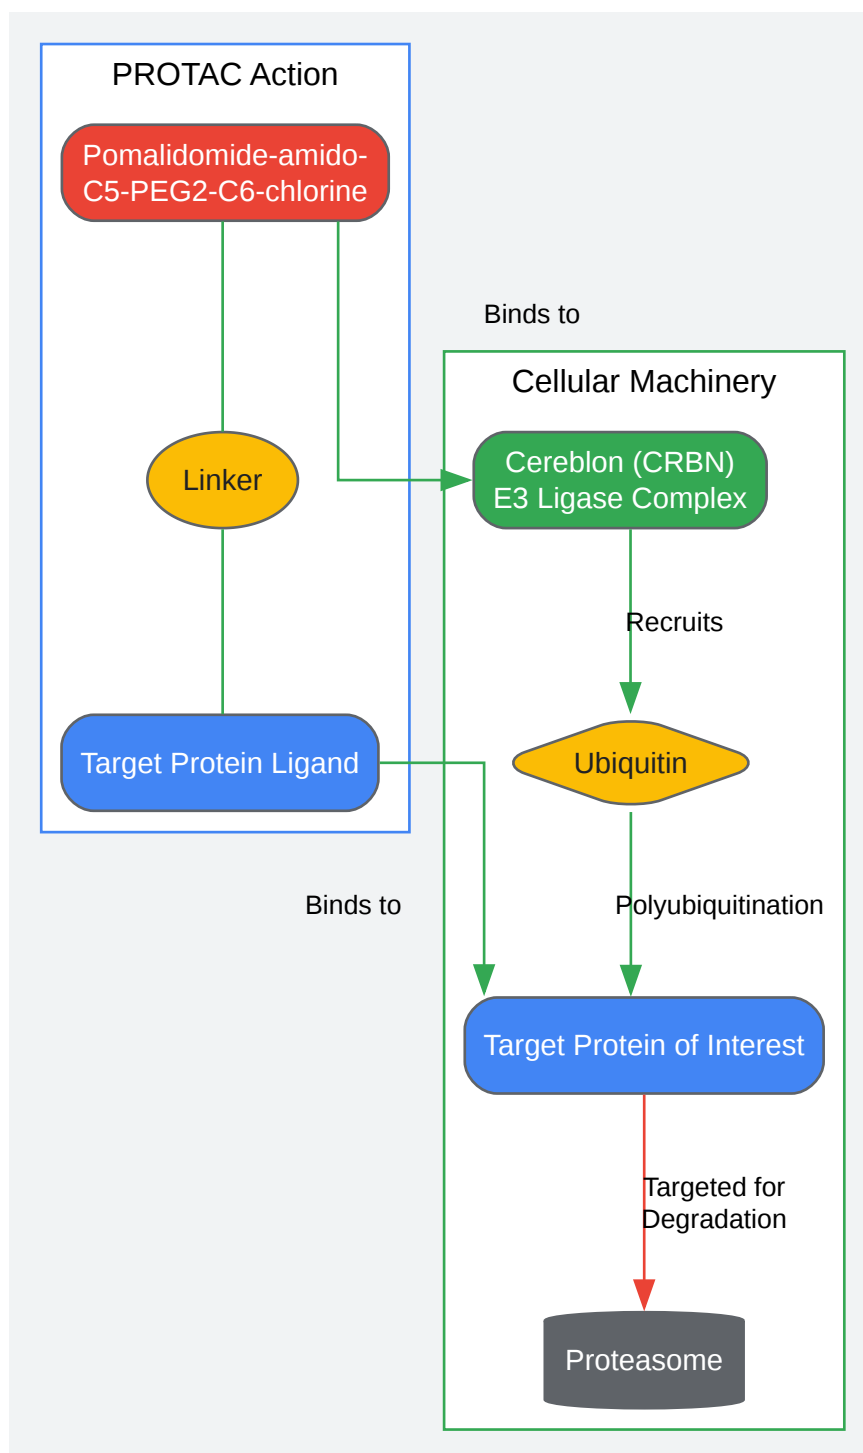 PROTAC Action
Pomalidomide-amido-
C5-PEG2-C6-chlorine
Binds to
Cellular Machinery
Linker
Cereblon (CRBN)
E3 Ligase Complex
Recruits
Target Protein Ligand
Ubiquitin
Binds to
Polyubiquitination
Target Protein of Interest
Targeted for
Degradation
Proteasome